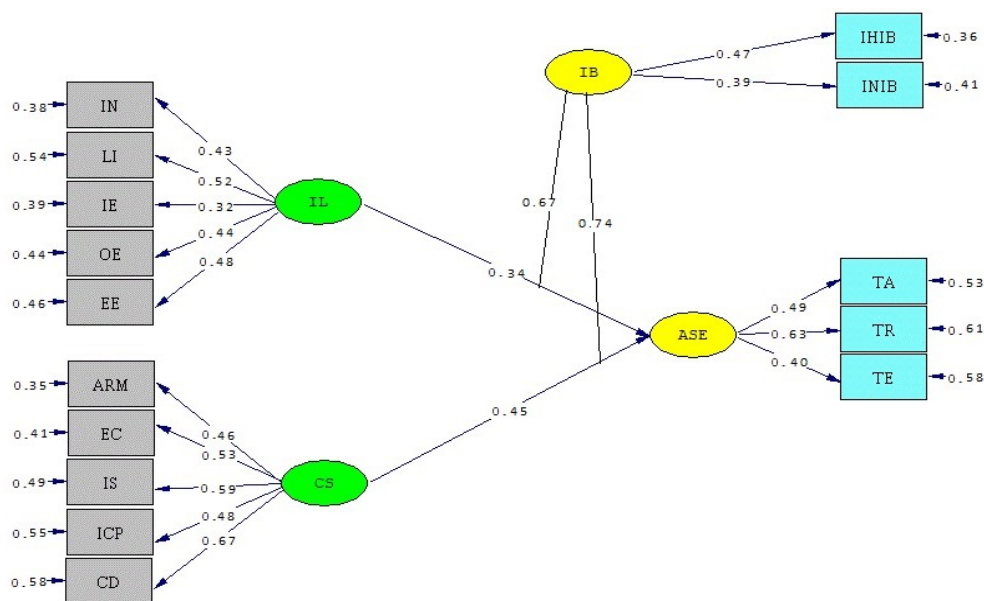 IHIB
0.36
0.47
IB
0.39
INIB
0.41
0.38
IN
0.43
0.54
LI
0.52
0.39
IE
0.32
IL
0.67
0.74
0.44
OE
0.44
0.48
0.46
EE
0.34
TA
0.53
0.49
ASE
0.63
TR
0.61
0.40
TE
0.58
0.35
ARM
0.46
0.45
0.41
EC
0.53
0.49
IS
0.59
CS
0.55
ICP
0.48
0.67
0.58
CD